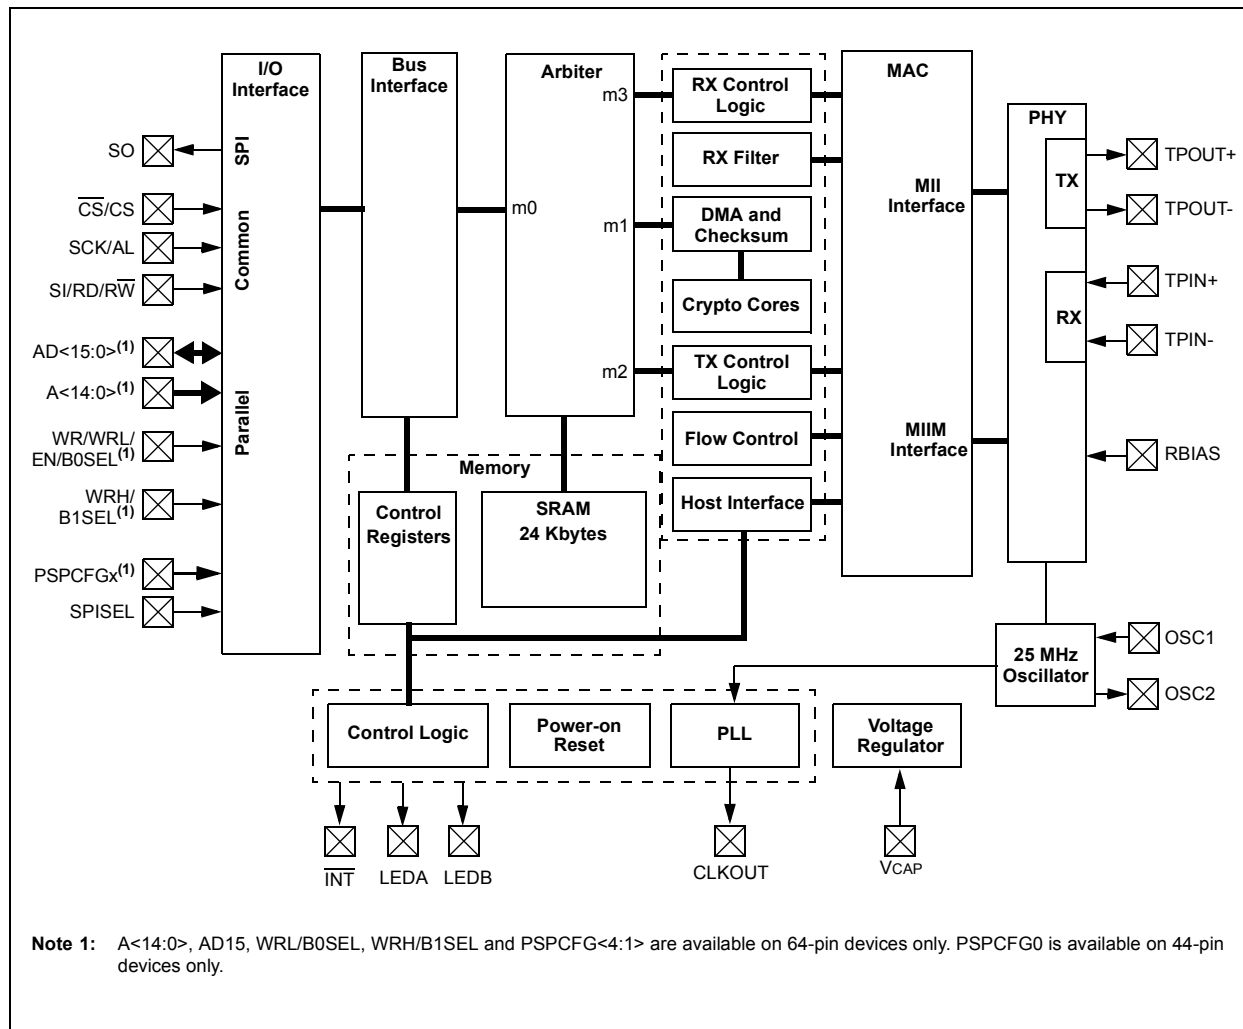 I/O
Interface
SPI
Common
Parallel
Bus
Interface
Arbiter
m0
m3
m1
m2
RX Control
Logic
RX Filter
DMA and
Checksum
Crypto Cores
TX Control
Logic
Flow Control
Host Interface
MAC
MII
Interface
MIIM
Interface
PHY
TX
RX
SO
CS/CS
SCK/AL
SI/RD/RW
AD<15:0>(1)
A<14:0>(1)
WR/WRL/
EN/B0SEL(1)
WRH/
B1SEL(1)
PSPCFGx(1)
SPISEL
TPOUT+
TPOUT-
TPIN+
TPIN-
RBIAS
OSC1
OSC2
Memory
Control
Registers
SRAM
24 Kbytes
25 MHz
Oscillator
Control Logic
Power-on
Reset
PLL
Voltage
Regulator
INT
LEDA
LEDB
CLKOUT
VCAP
Note 1: A<14:0>, AD15, WRL/B0SEL, WRH/B1SEL and PSPCFG<4:1> are available on 64-pin devices only. PSPCFG0 is available on 44-pin
devices only.